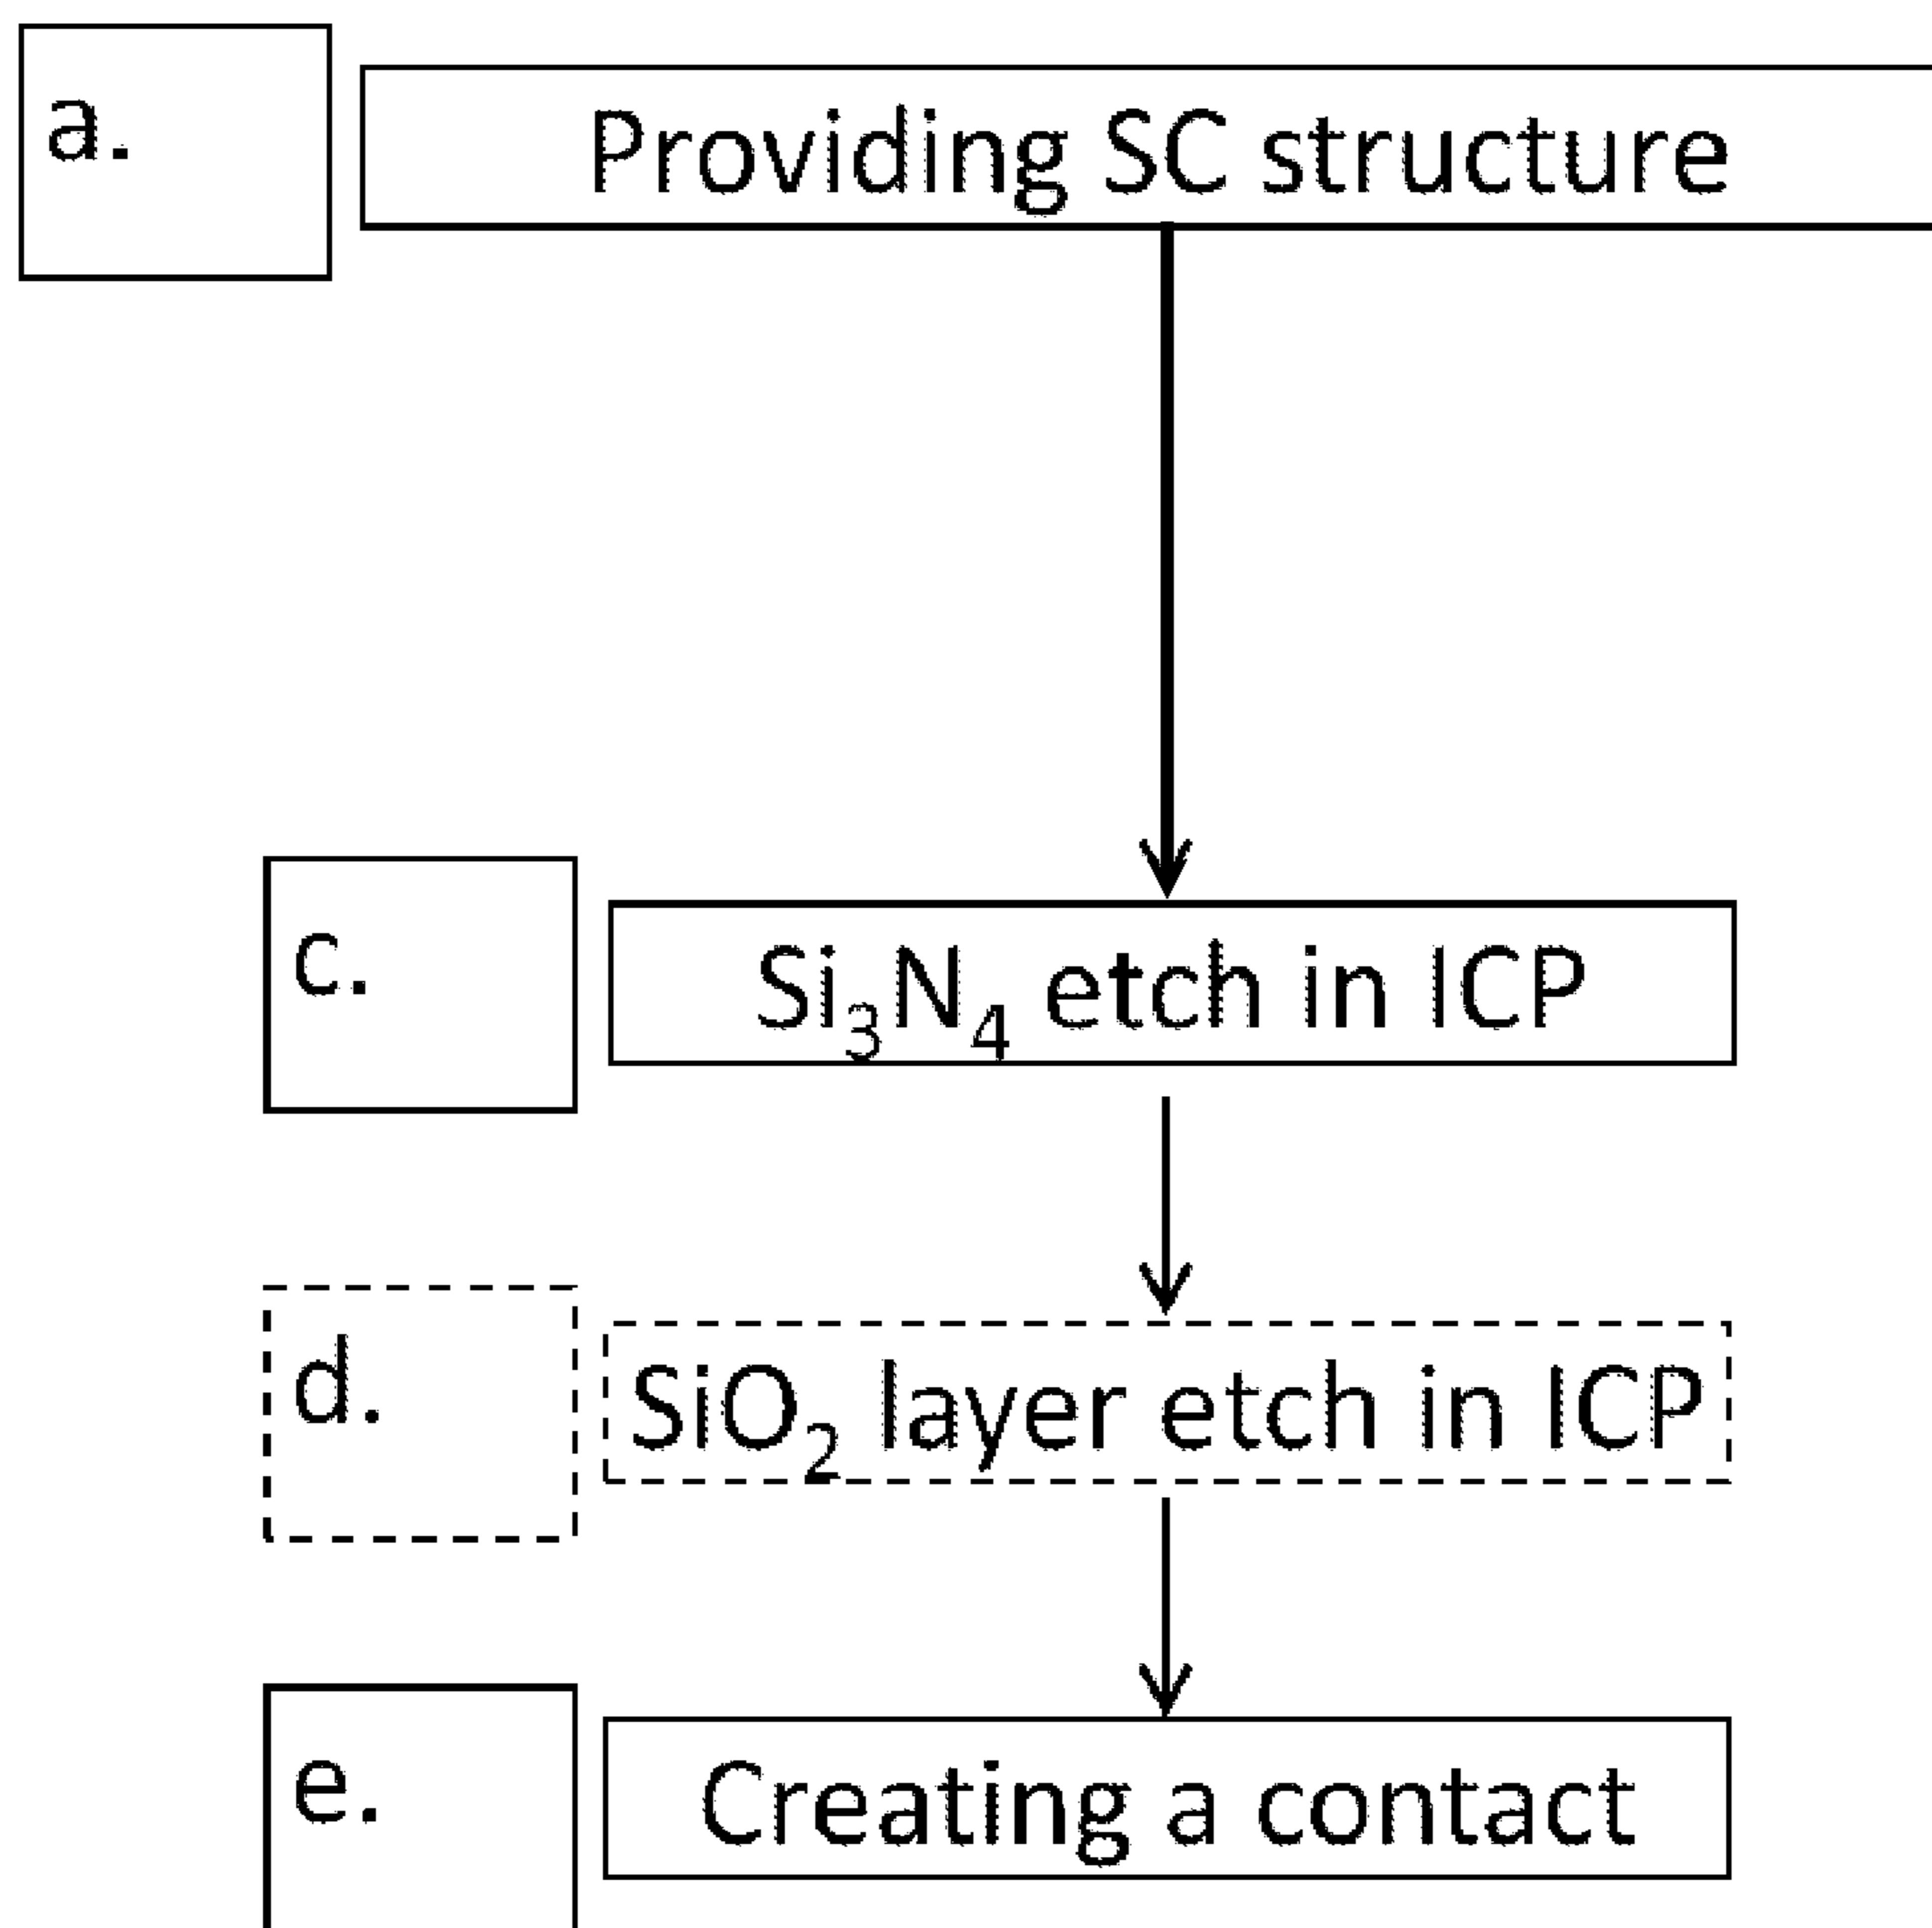 a.
Providing SC structure
c.
Si₃N₄ etch in ICP
d.
SiO₂ layer etch in ICP
e.
Creating a contact